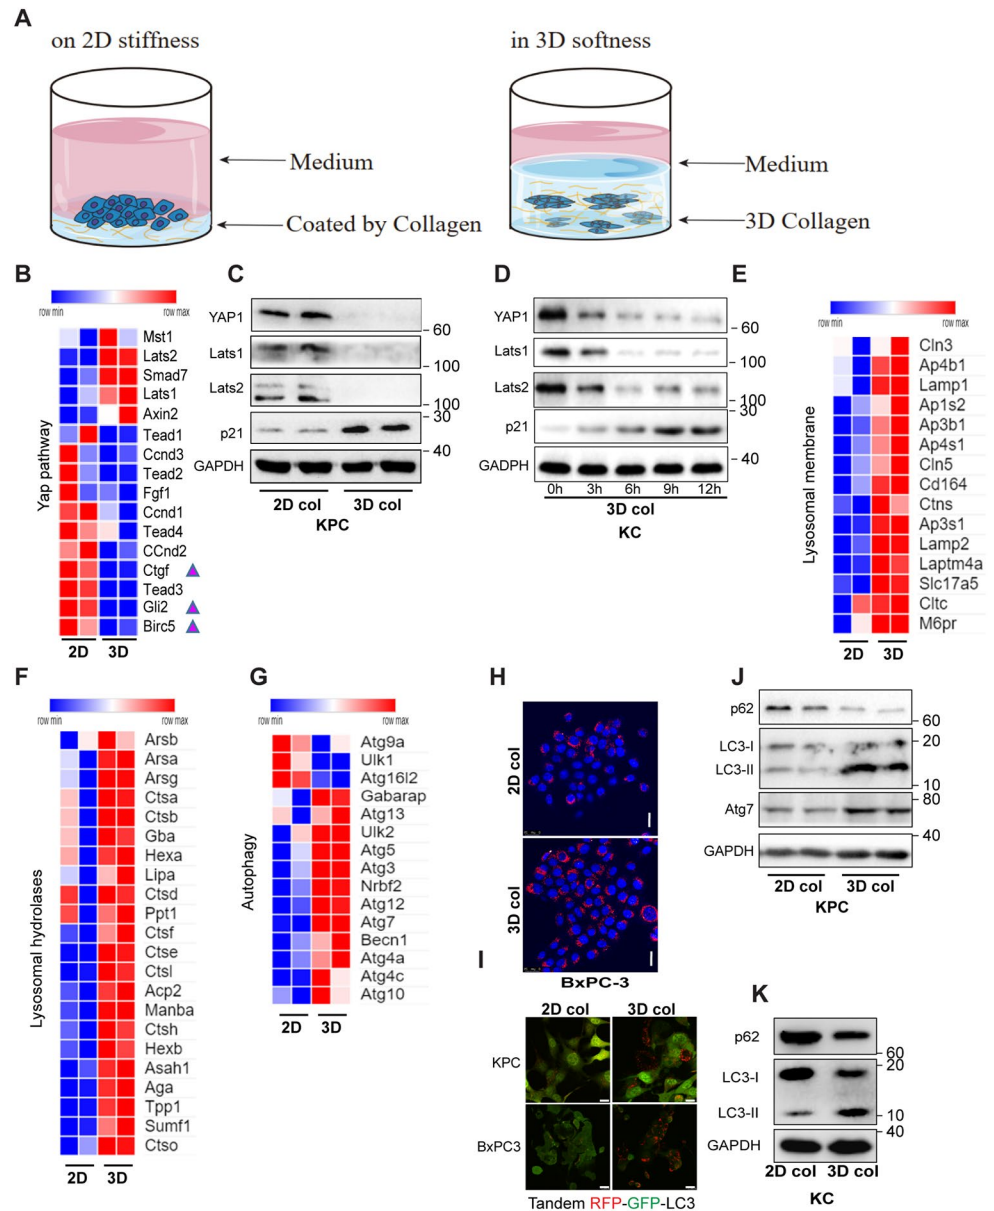 A
on 2D stiffness
in 3D softness
Medium
Coated by Collagen
Medium
3D Collagen
B
row min
row max
Yap pathway
Mst1
Lats2
Smad7
Lats1
Axin2
Tead1
Ccnd3
Tead2
Fgf1
Ccnd1
Tead4
CCnd2
Ctgf
Tead3
Gli2
Birc5
2D
3D
C
YAP1
60
Lats1
100
Lats2
100
30
p21
40
GAPDH
2D col
3D col
KPC
D
YAP1
60
Lats1
100
Lats2
100
30
p21
40
GADPH
0h 3h 6h 9h 12h
3D col
KC
E
row min
row max
Lysosomal membrane
Cln3
Ap4b1
Lamp1
Ap1s2
Ap3b1
Ap4s1
Cln5
Cd164
Ctns
Ap3s1
Lamp2
Laptm4a
Slc17a5
Cltc
M6pr
2D
3D
F
row min
row max
Lysosomal hydrolases
Arsb
Arsa
Arsg
Ctsa
Ctsb
Gba
Hexa
Lipa
Ctsd
Ppt1
Ctsf
Ctse
Ctsl
Acp2
Manba
Ctsh
Hexb
Asah1
Aga
Tpp1
Sumf1
Ctso
2D
3D
G
row min
row max
Autophagy
Atg9a
Ulk1
Atg16l2
Gabarap
Atg13
Ulk2
Atg5
Atg3
Nrbf2
Atg12
Atg7
Becn1
Atg4a
Atg4c
Atg10
2D
3D
H
2D col
3D col
BxPC-3
I
2D col
3D col
KPC
BxPC3
Tandem RFP-GFP-LC3
J
p62
60
20
LC3-I
LC3-II
10
80
Atg7
40
GAPDH
2D col
3D col
KPC
K
p62
60
20
LC3-I
LC3-II
10
40
GAPDH
2D col
3D col
KC